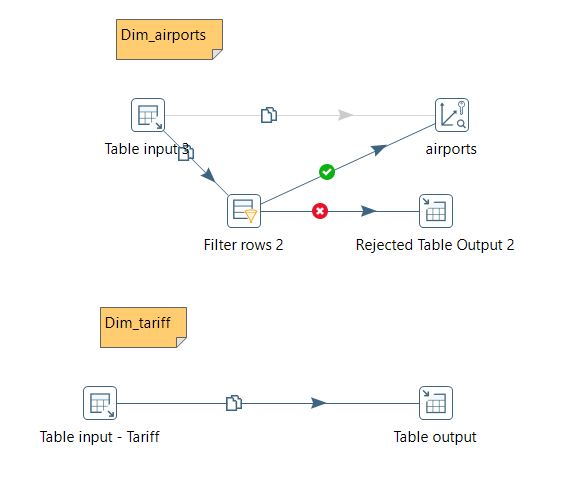 Dim_airports
Table input 3
airports
Filter rows 2
Rejected Table Output 2
Dim_tariff
Table input - Tariff
Table output